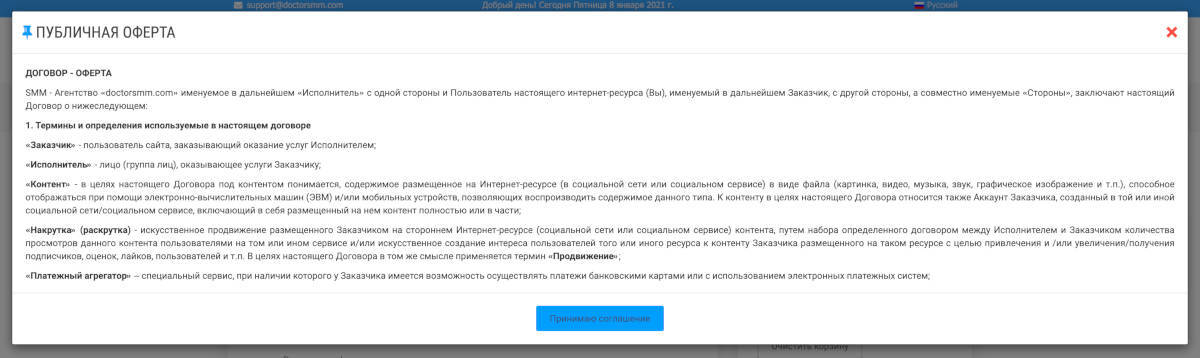 support@doctorsmm.com Добрый день! Сегодня Пятница 8 января 2021 г. Русский
ПУБЛИЧНАЯ ОФЕРТА
ДОГОВОР - ОФЕРТА
SMM - Агентство «doctorsmm.com» именуемое в дальнейшем «Исполнитель» с одной стороны и Пользователь настоящего интернет-ресурса (Вы), именуемый в дальнейшем Заказчик, с другой стороны, а совместно именуемые «Стороны», заключают настоящий
Договор о нижеследующем:
1. Термины и определения используемые в настоящем договоре
«Заказчик» - пользователь сайта, заказывающий оказание услуг Исполнителем;
«Исполнитель» - лицо (группа лиц), оказывающее услуги Заказчику;
«Контент» - в целях настоящего Договора под контентом понимается, содержимое размещенное на Интернет-ресурсе (в социальной сети или социальном сервисе) в виде файла (картинка, видео, музыка, звук, графическое изображение и т.п.), способное
отображаться при помощи электронно-вычислительных машин (ЭВМ) и/или мобильных устройств, позволяющих воспроизводить содержимое данного типа. К контенту в целях настоящего Договора относится также Аккаунт Заказчика, созданный в той или иной
социальной сети/социальном сервисе, включающий в себя размещенный на нем контент полностью или в части;
«Накрутка» (раскрутка) - искусственное продвижение размещенного Заказчиком на стороннем Интернет-ресурсе (социальной сети или социальном сервисе) контента, путем набора определенного договором между Исполнителем и Заказчиком количества
просмотров данного контента пользователями на том или ином сервисе и/или искусственное создание интереса пользователей того или иного ресурса к контенту Заказчика размещенного на таком ресурсе с целью привлечения и /или увеличения/получения
подписчиков, оценок, лайков, пользователей и т.п. В целях настоящего Договора в том же смысле применяется термин «Продвижение»;
«Платежный агрегатор» – специальный сервис, при наличии которого у Заказчика имеется возможность осуществлять платежи банковскими картами или с использованием электронных платежных систем;
Принимаю соглашение
Очистить корзину